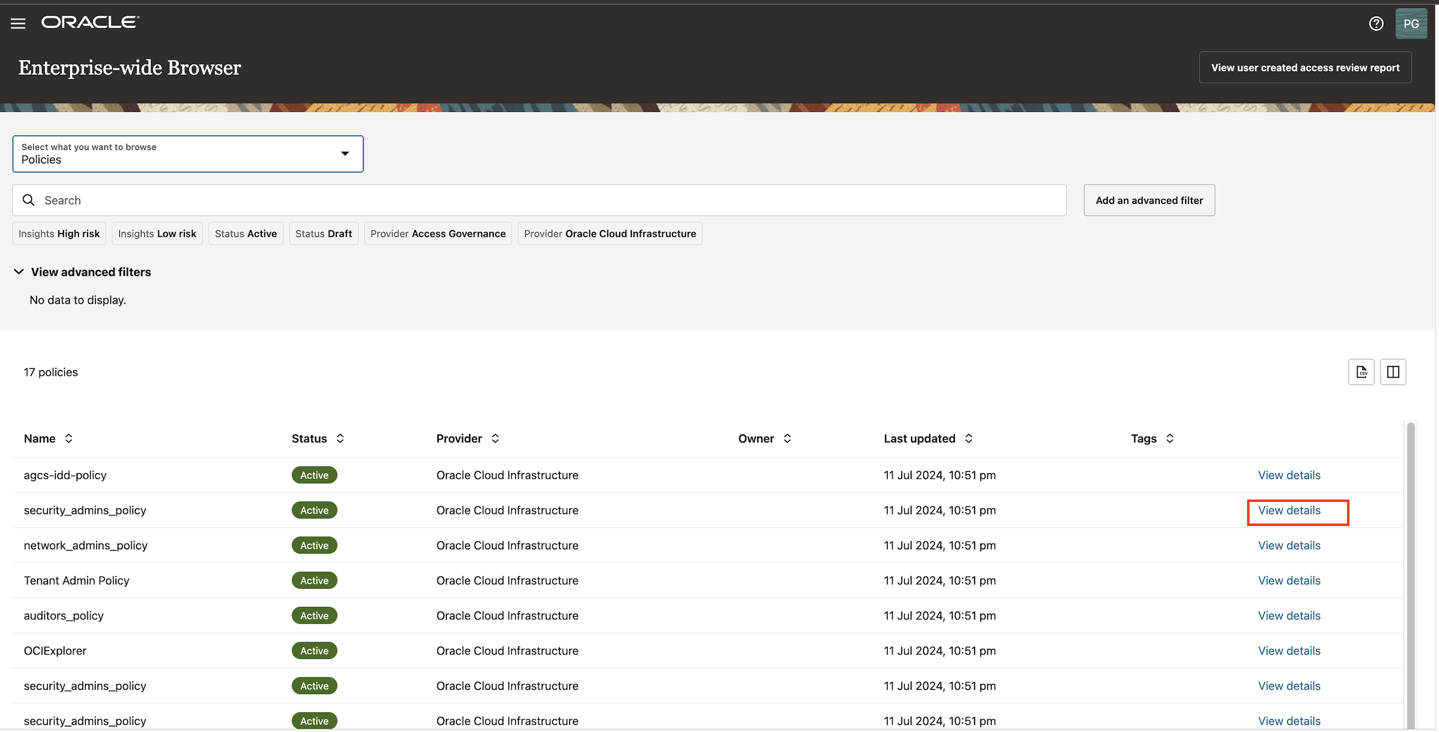 ORACLE
PG
Enterprise-wide Browser
View user created access review report
Select what you want to browse
Policies
Search
Add an advanced filter
Insights High risk Insights Low risk Status Active Status Draft Provider Access Governance Provider Oracle Cloud Infrastructure
View advanced filters
No data to display.
17 policies
CSV
Name Status Provider Owner Last updated Tags
agcs-idd-policy Active Oracle Cloud Infrastructure 11 Jul 2024, 10:51 pm View details
security_admins_policy Active Oracle Cloud Infrastructure 11 Jul 2024, 10:51 pm View details
network_admins_policy Active Oracle Cloud Infrastructure 11 Jul 2024, 10:51 pm View details
Tenant Admin Policy Active Oracle Cloud Infrastructure 11 Jul 2024, 10:51 pm View details
auditors_policy Active Oracle Cloud Infrastructure 11 Jul 2024, 10:51 pm View details
OCIExplorer Active Oracle Cloud Infrastructure 11 Jul 2024, 10:51 pm View details
security_admins_policy Active Oracle Cloud Infrastructure 11 Jul 2024, 10:51 pm View details
security_admins_policy Active Oracle Cloud Infrastructure 11 Jul 2024, 10:51 pm View details